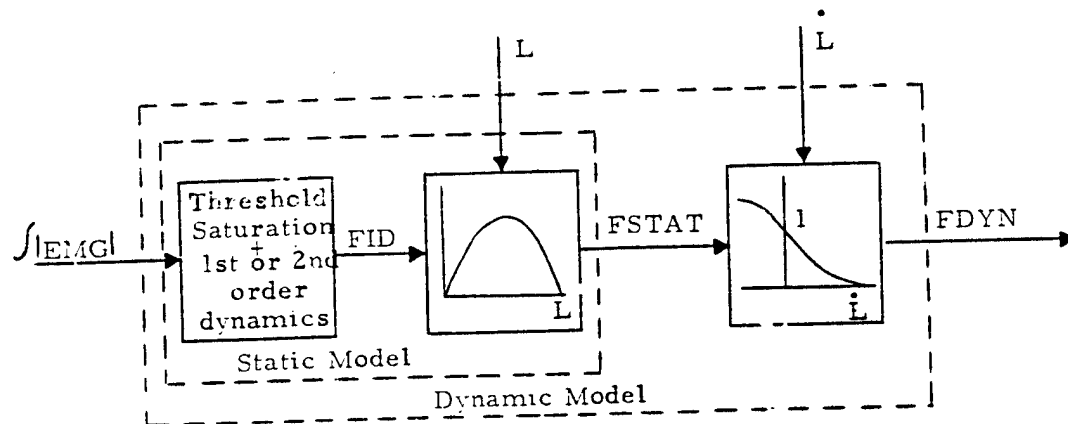 L
L̇
∫|EMG|
Threshold
Saturation
+
1st or 2nd
order
dynamics
FID
L
FSTAT
1
L̇
FDYN
Static Model
Dynamic Model